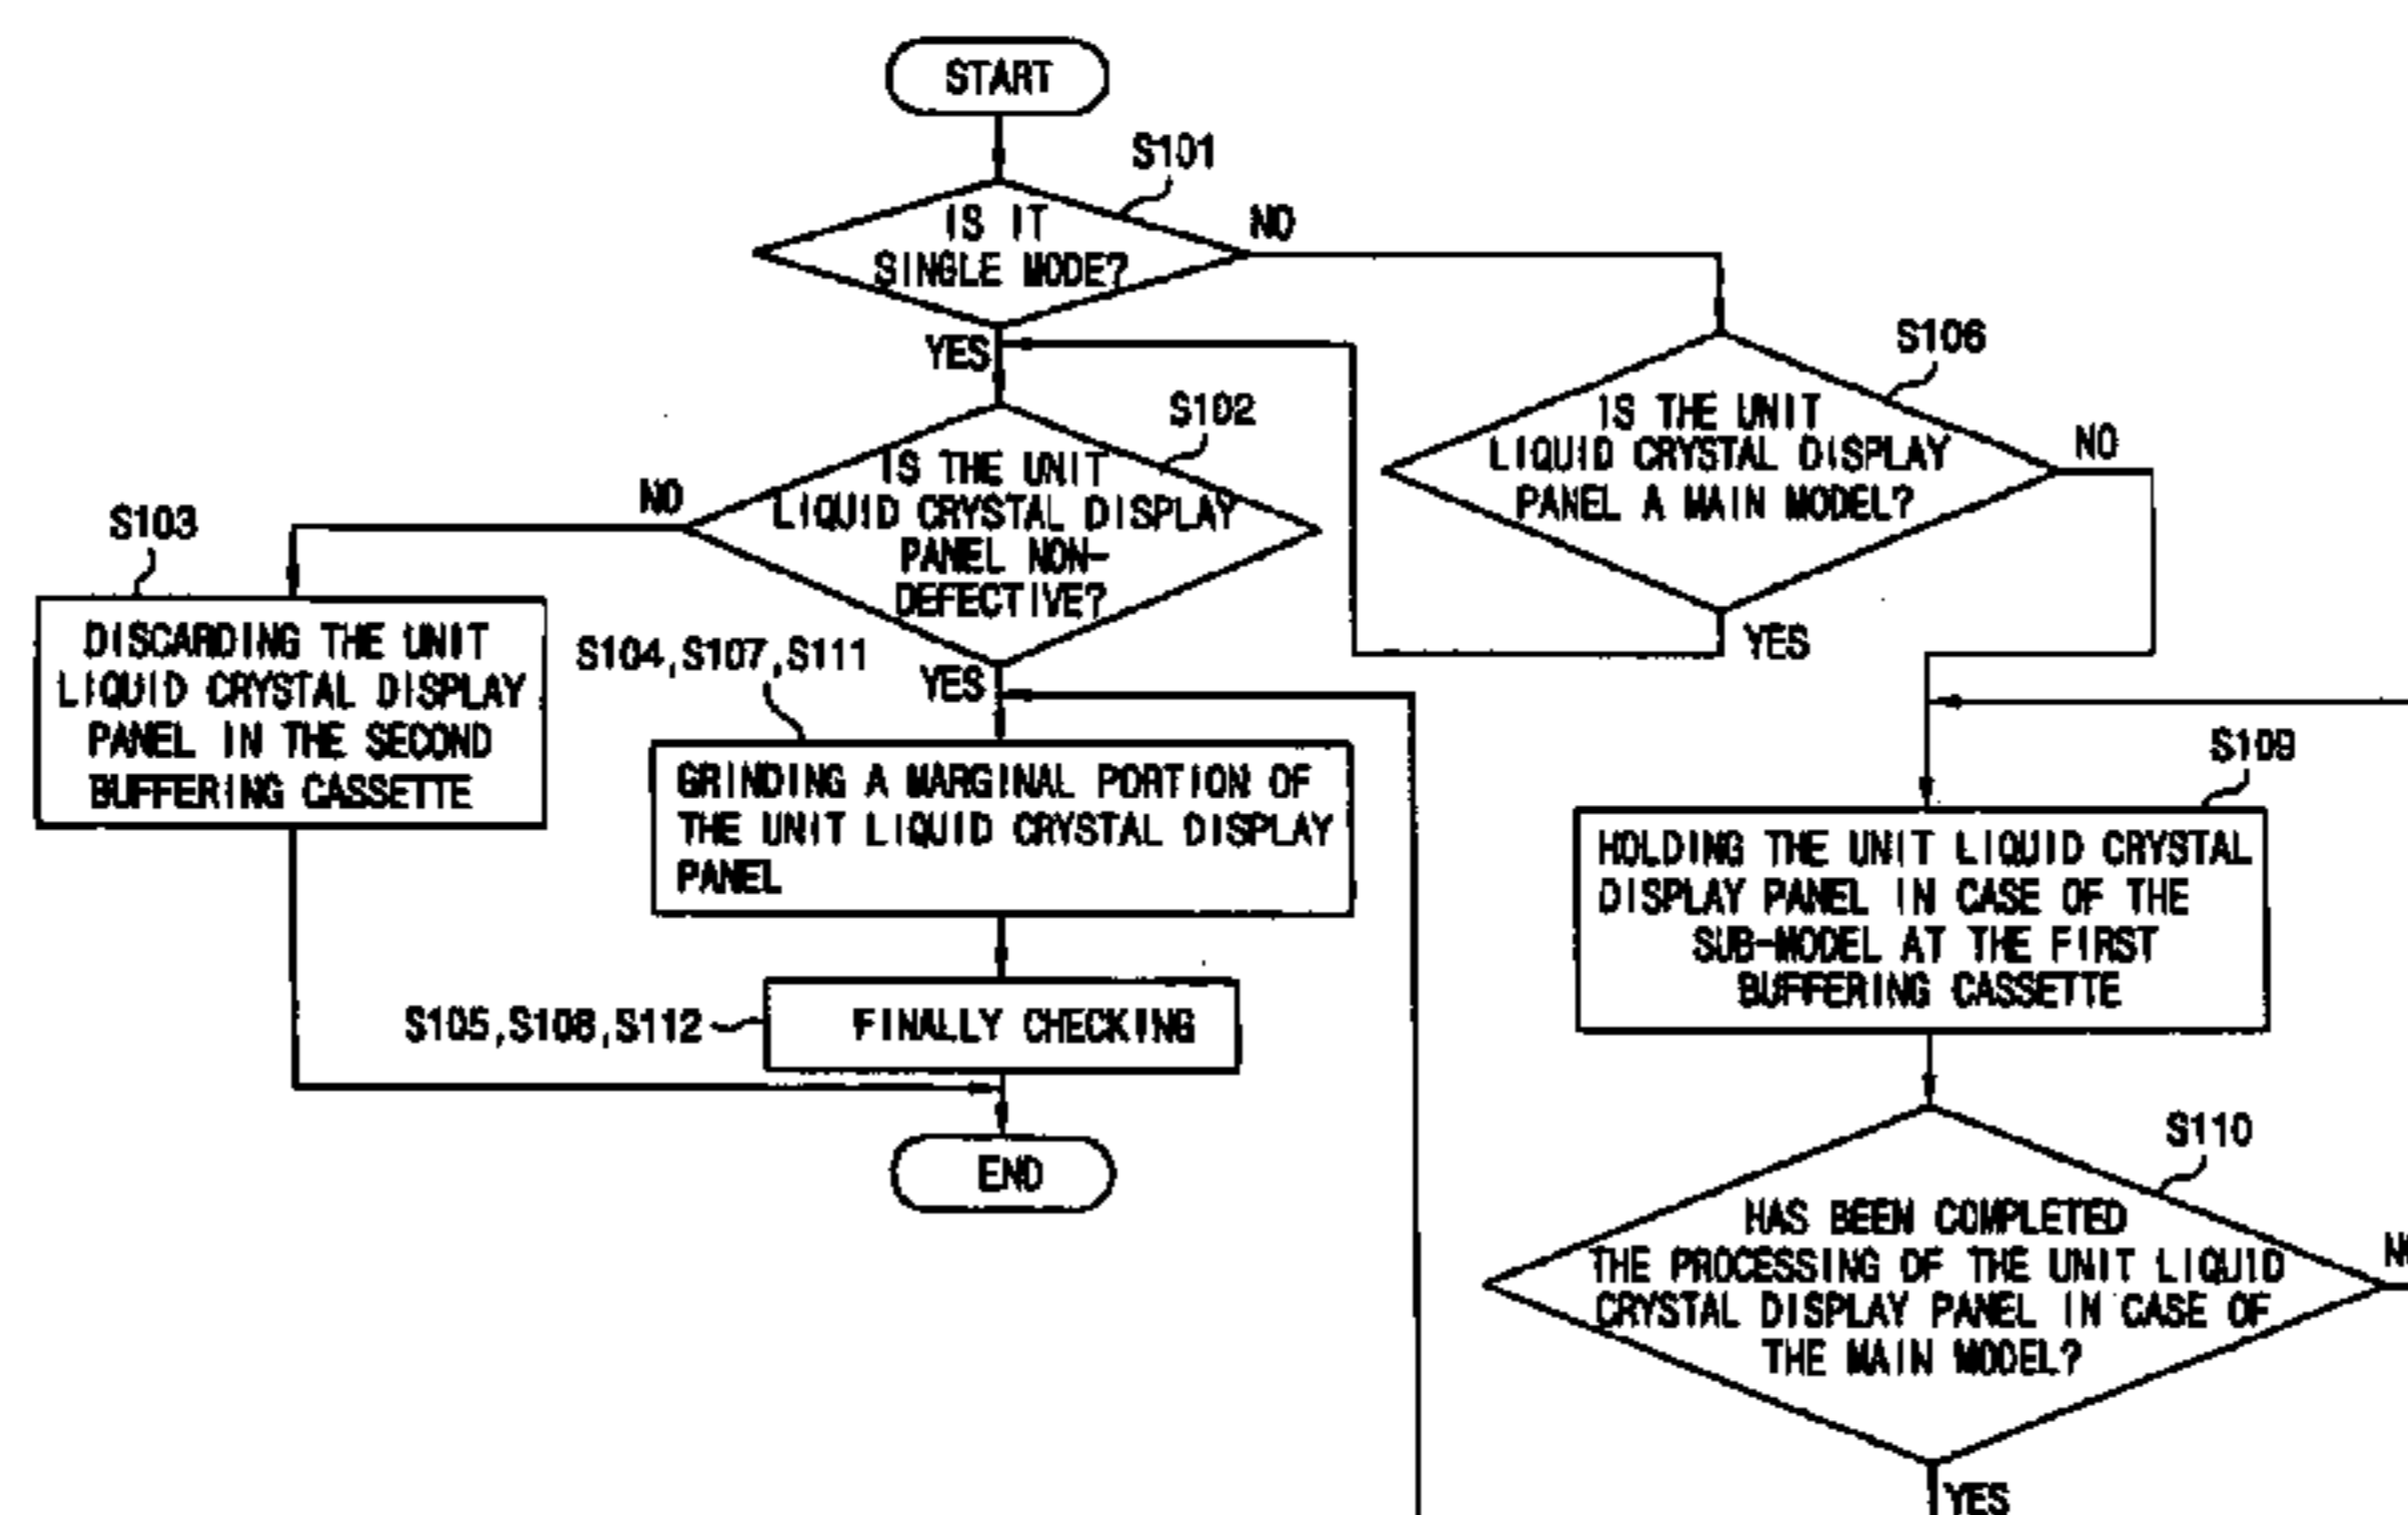 START
S101
IS IT
SINGLE MODE?
NO
YES
S106
IS THE UNIT
LIQUID CRYSTAL DISPLAY
PANEL A MAIN MODEL?
NO
YES
S102
IS THE UNIT
LIQUID CRYSTAL DISPLAY
PANEL NON-
DEFECTIVE?
NO
YES
S103
DISCARDING THE UNIT
LIQUID CRYSTAL DISPLAY
PANEL IN THE SECOND
BUFFERING CASSETTE
S104,S107,S111
GRINDING A MARGINAL PORTION OF
THE UNIT LIQUID CRYSTAL DISPLAY
PANEL
S105,S108,S112
FINALLY CHECKING
END
S109
HOLDING THE UNIT LIQUID CRYSTAL
DISPLAY PANEL IN CASE OF THE
SUB-MODEL AT THE FIRST
BUFFERING CASSETTE
S110
HAS BEEN COMPLETED
THE PROCESSING OF THE UNIT LIQUID
CRYSTAL DISPLAY PANEL IN CASE OF
THE MAIN MODEL?
YES